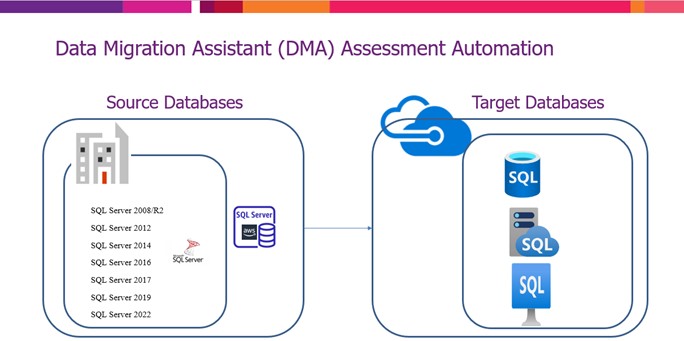 Data Migration Assistant (DMA) Assessment Automation
Source Databases
Target Databases
SQL Server 2008/R2
SQL Server 2012
SQL Server 2014
SQL Server 2016
SQL Server 2017
SQL Server 2019
SQL Server 2022
SQL Server
SQL Server
aws
SQL
SQL
SQL